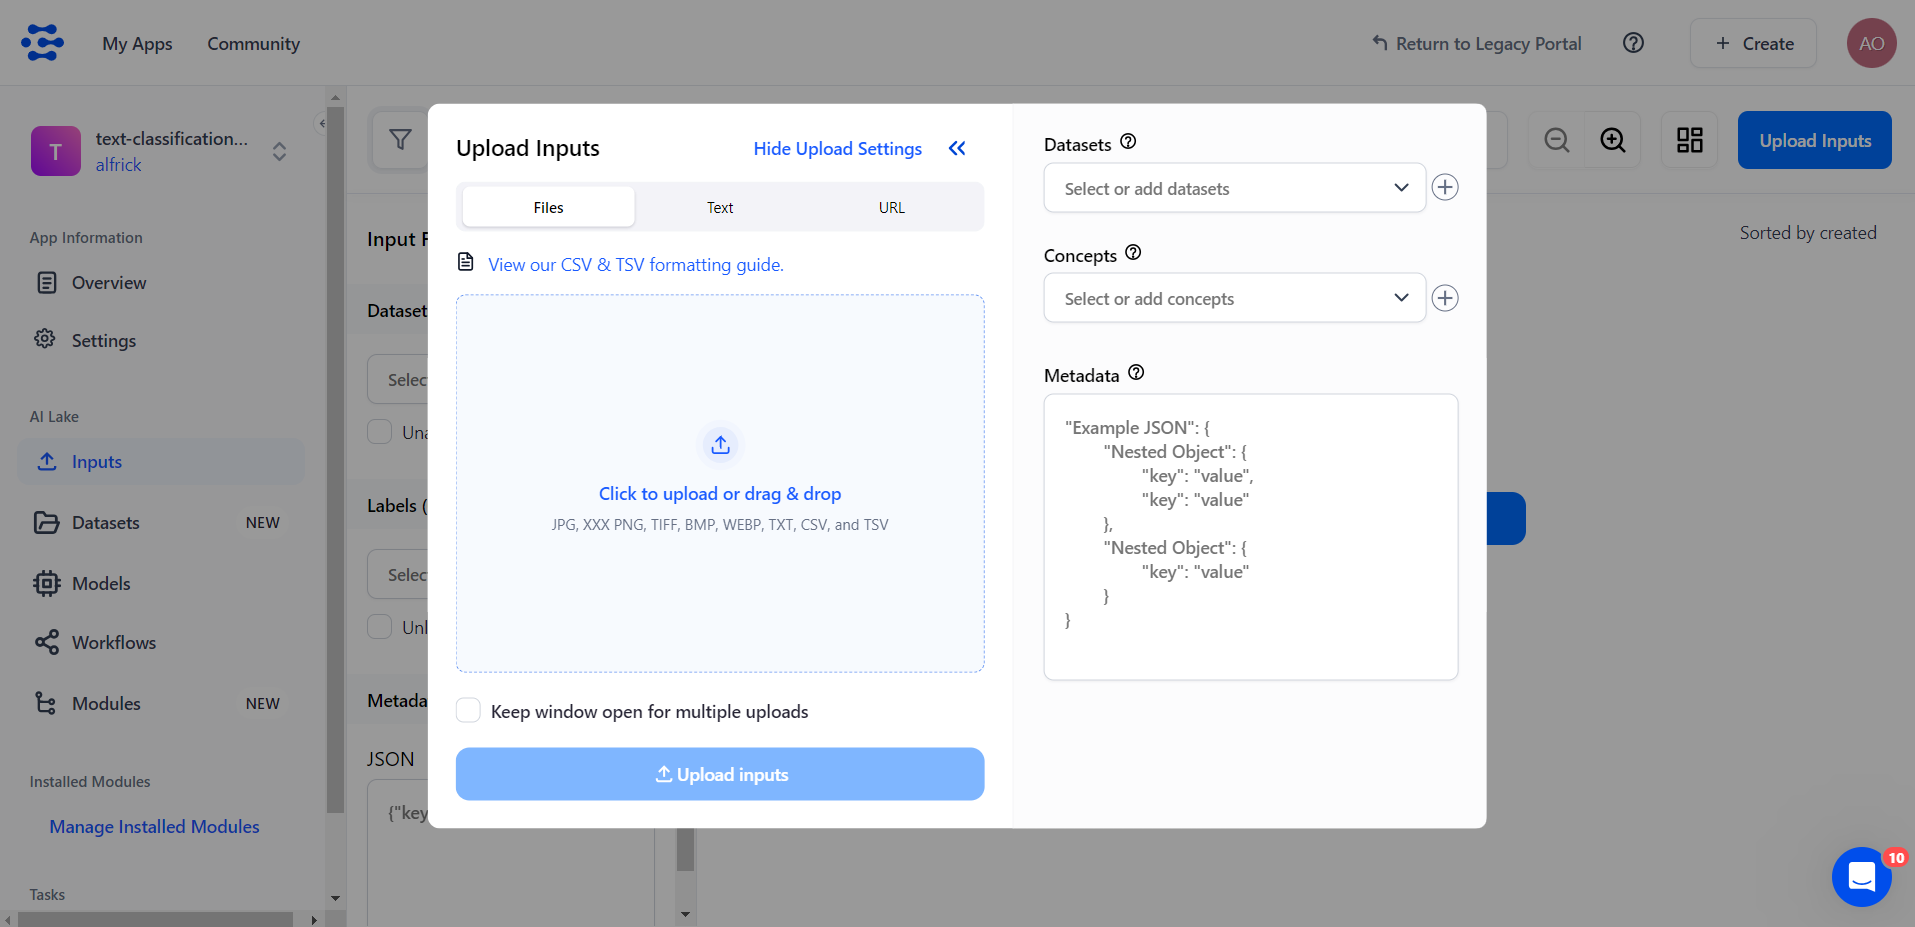 My Apps
Community
Return to Legacy Portal
Create
AO
T
text-classification...
alfrick
App Information
Overview
Settings
AI Lake
Inputs
Datasets NEW
Models
Workflows
Modules NEW
Installed Modules
Manage Installed Modules
Tasks
Input F
Dataset
Selec
Una
Labels (
Selec
Unl
Metada
JSON
{"key
Upload Inputs
Hide Upload Settings
Files
Text
URL
View our CSV & TSV formatting guide.
Click to upload or drag & drop
JPG, XXX PNG, TIFF, BMP, WEBP, TXT, CSV, and TSV
Keep window open for multiple uploads
Upload inputs
Datasets
Select or add datasets
Concepts
Select or add concepts
Metadata
"Example JSON": {
"Nested Object": {
"key": "value",
"key": "value"
},
"Nested Object": {
"key": "value"
}
}
Upload Inputs
Sorted by created
10